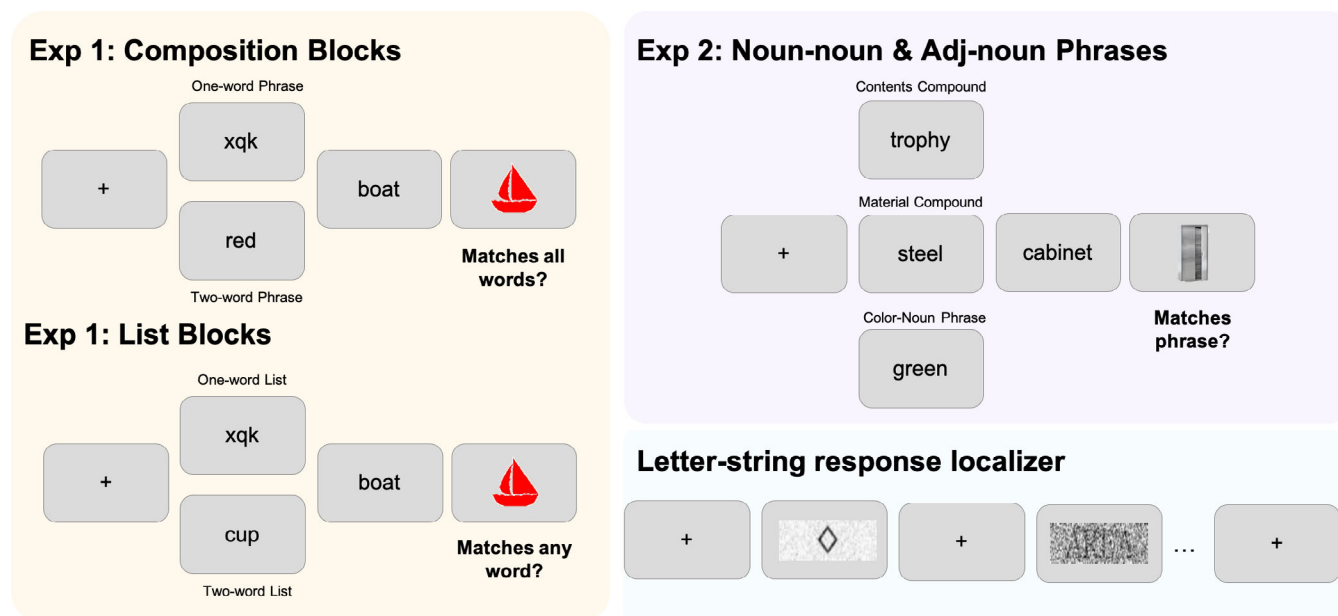 Exp 1: Composition Blocks
One-word Phrase
xqk
+
boat
red
Matches all
words?
Two-word Phrase
Exp 1: List Blocks
One-word List
xqk
+
boat
cup
Matches any
word?
Two-word List
Exp 2: Noun-noun & Adj-noun Phrases
Contents Compound
trophy
Material Compound
+
steel
cabinet
Color-Noun Phrase
Matches
phrase?
green
Letter-string response localizer
+
+
...
+